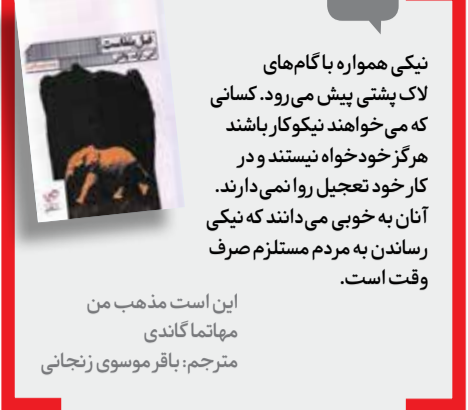 نیکی همواره با گام‌های
لاک پشتی پیش می‌رود. کسانی
که می‌خواهند نیکوکار باشند
هرگز خودخواه نیستند و در
کار خود تعجیل روا نمی‌دارند.
آنان به خوبی می‌دانند که نیکی
رساندن به مردم مستلزم صرف
وقت است.
این است مذهب من
مهاتما گاندی
مترجم: باقر موسوی زنجانی